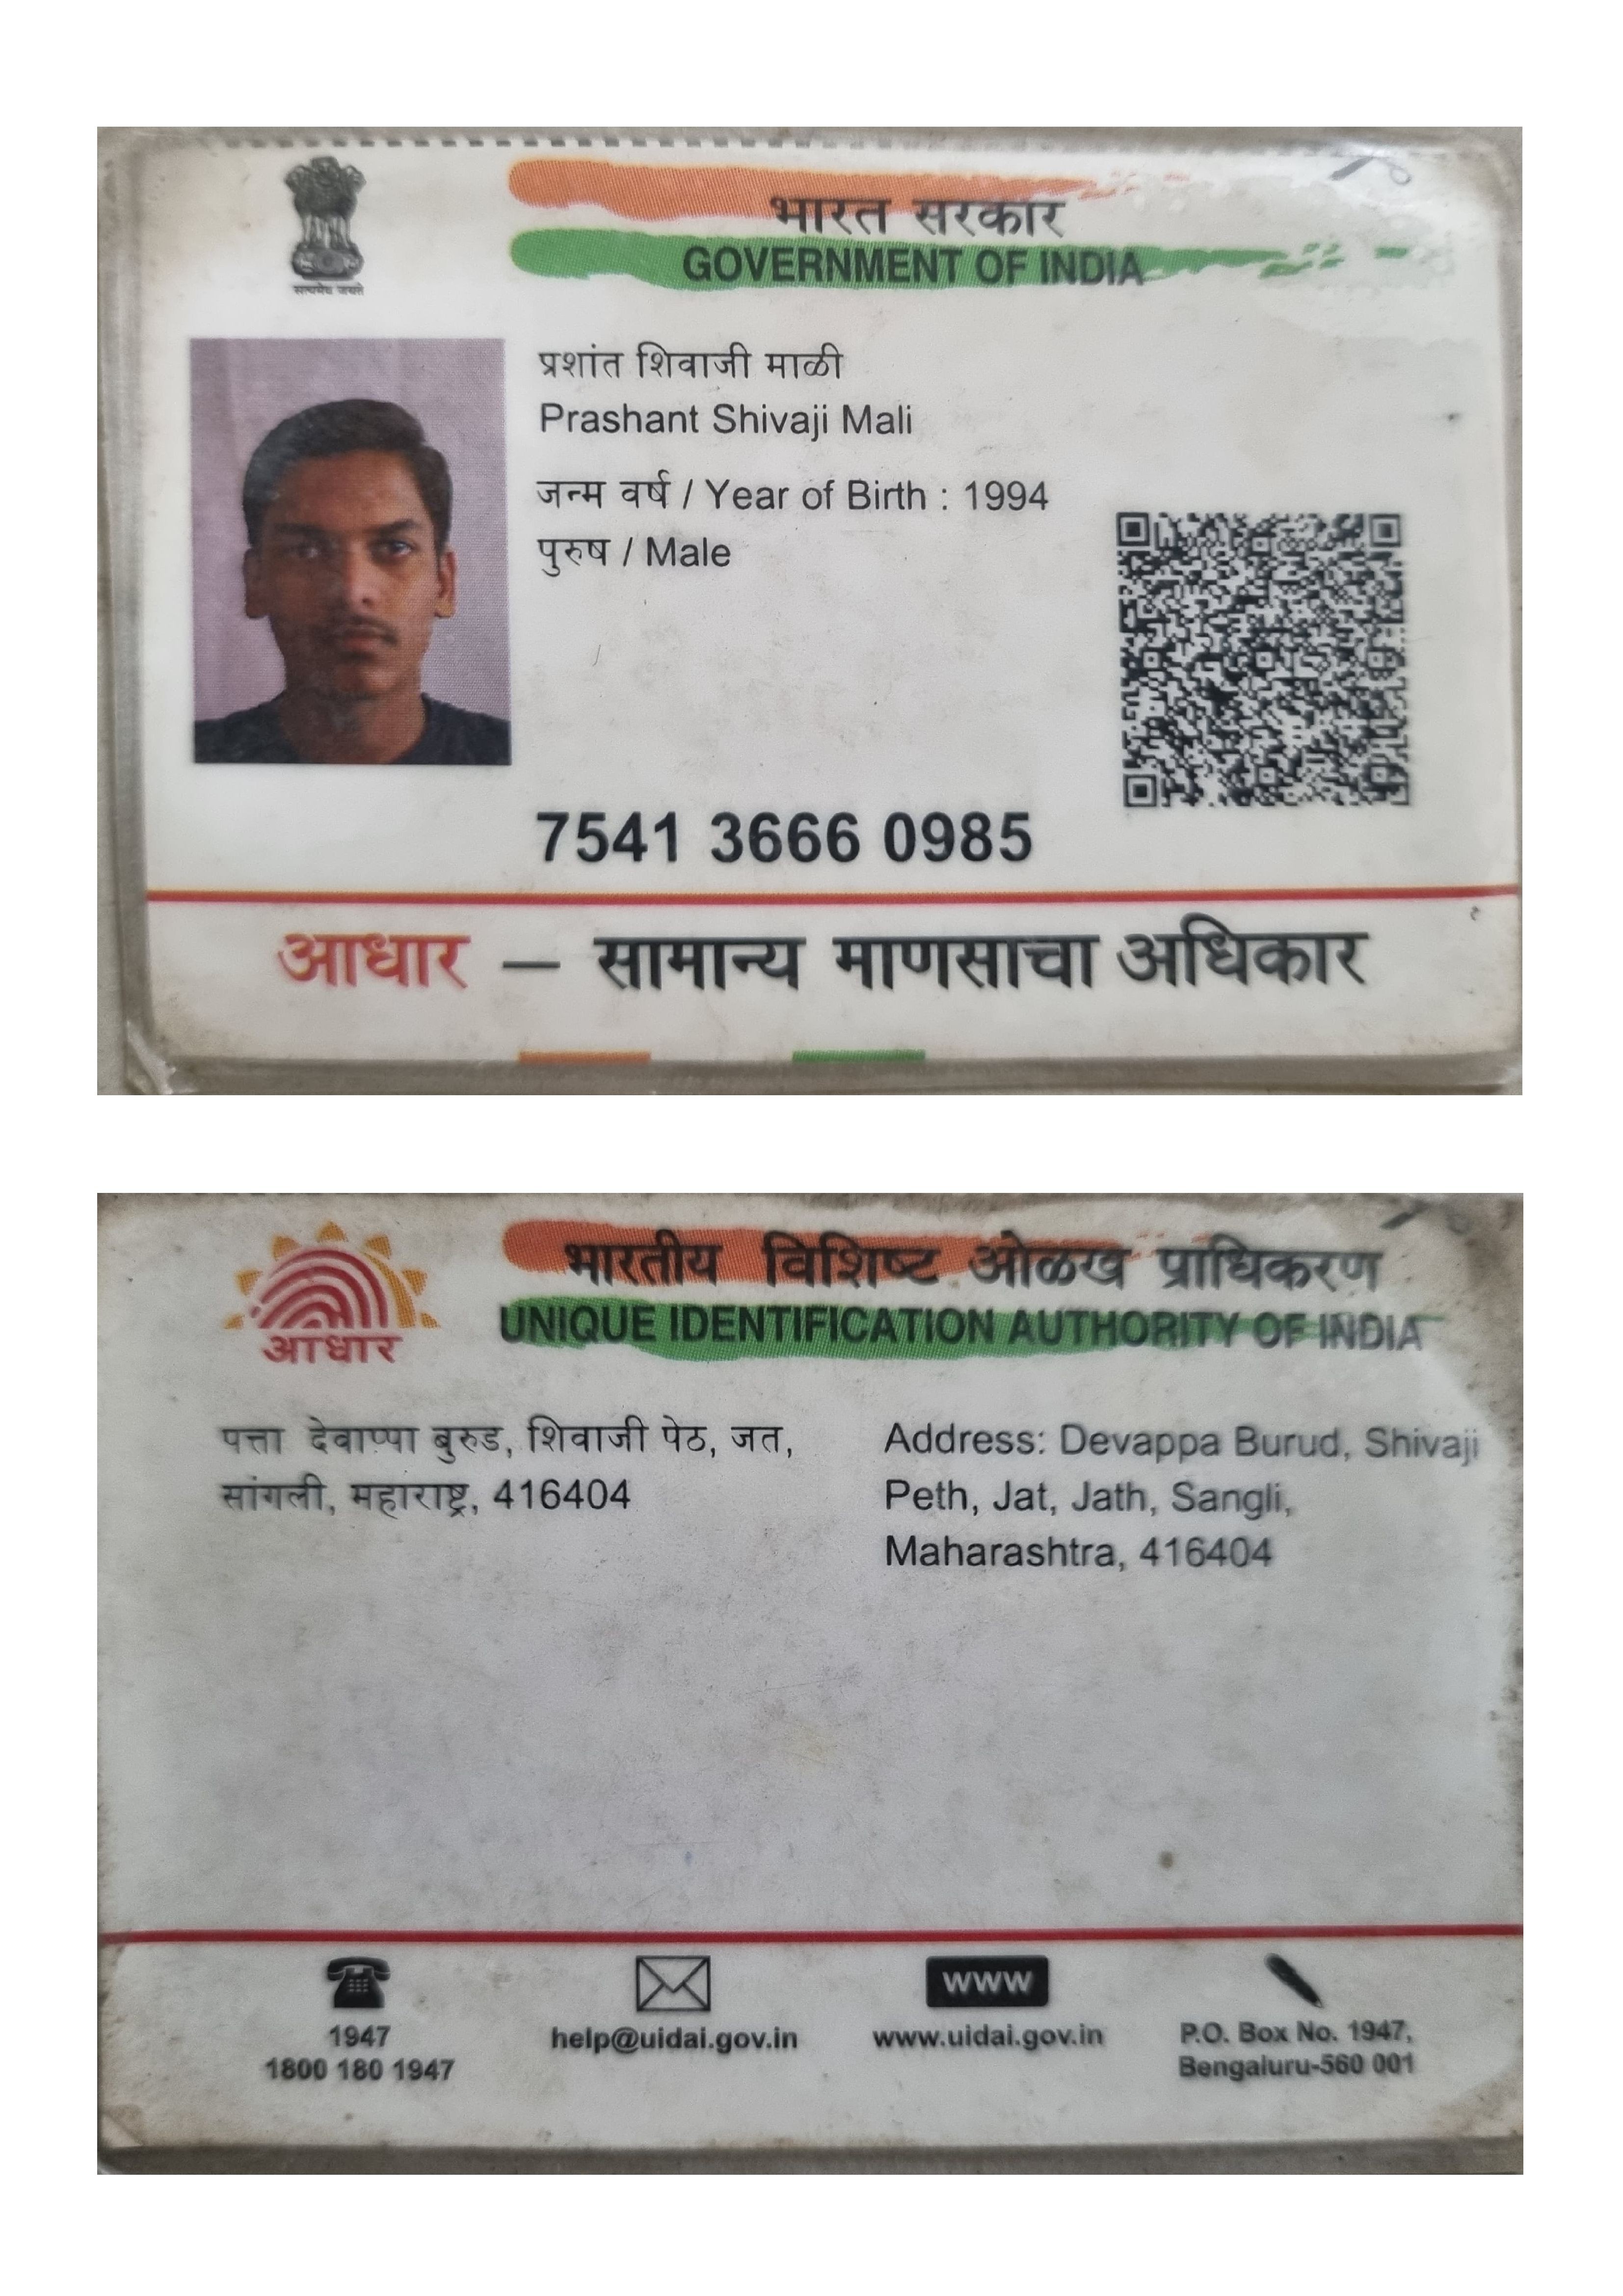 सत्यमेव जयते
भारत सरकार
GOVERNMENT OF INDIA
प्रशांत शिवाजी माळी
Prashant Shivaji Mali
जन्म वर्ष / Year of Birth : 1994
पुरुष / Male
7541 3666 0985
आधार – सामान्य माणसाचा अधिकार
भारतीय विशिष्ट ओळख प्राधिकरण
UNIQUE IDENTIFICATION AUTHORITY OF INDIA
आधार
पत्ता देवाप्पा बुरुड, शिवाजी पेठ, जत,
सांगली, महाराष्ट्र, 416404
Address: Devappa Burud, Shivaji
Peth, Jat, Jath, Sangli,
Maharashtra, 416404
1947
1800 180 1947
help@uidai.gov.in
www
www.uidai.gov.in
P.O. Box No. 1947,
Bengaluru-560 001